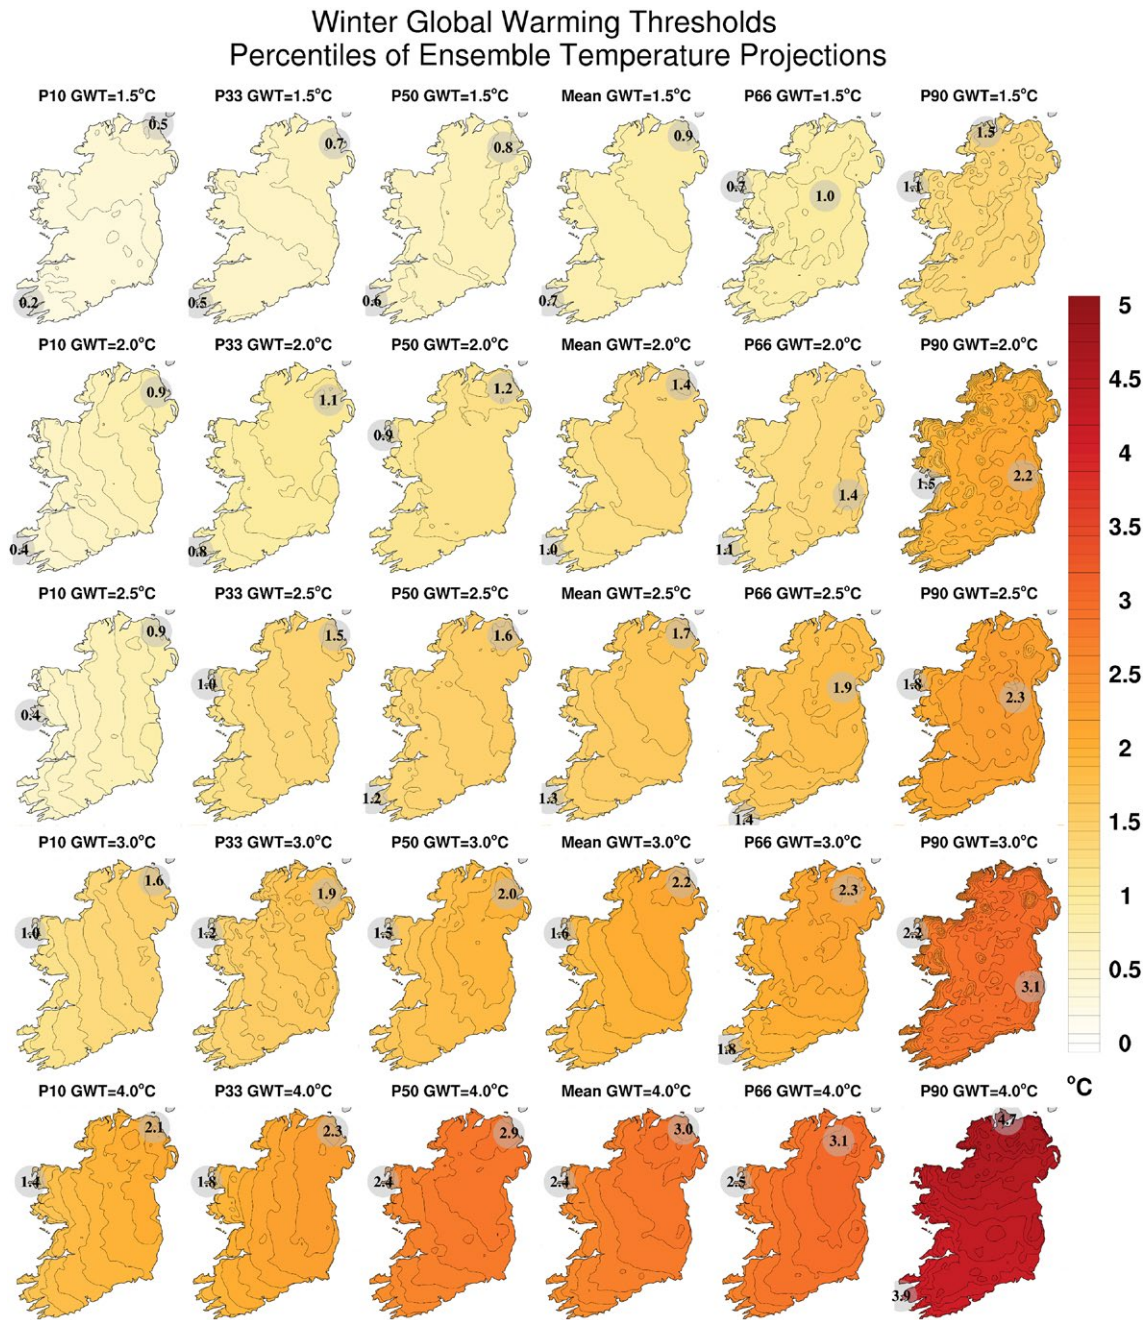 Winter Global Warming Thresholds
Percentiles of Ensemble Temperature Projections
P10 GWT=1.5°C P33 GWT=1.5°C P50 GWT=1.5°C Mean GWT=1.5°C P66 GWT=1.5°C P90 GWT=1.5°C
0.5 0.7 0.8 0.9 0.7 1.0 1.5 1.1
0.2 0.5 0.6 0.7
P10 GWT=2.0°C P33 GWT=2.0°C P50 GWT=2.0°C Mean GWT=2.0°C P66 GWT=2.0°C P90 GWT=2.0°C
0.9 1.1 1.2 1.4
0.9 1.4 1.5 2.2
0.4 0.8 1.0 1.1
P10 GWT=2.5°C P33 GWT=2.5°C P50 GWT=2.5°C Mean GWT=2.5°C P66 GWT=2.5°C P90 GWT=2.5°C
0.9 1.5 1.6 1.7
0.4 1.0 1.9 1.8 2.3
1.2 1.3 1.4
P10 GWT=3.0°C P33 GWT=3.0°C P50 GWT=3.0°C Mean GWT=3.0°C P66 GWT=3.0°C P90 GWT=3.0°C
1.6 1.9 2.0 2.2 2.3
1.0 1.2 1.5 1.6 2.2
1.8 3.1
P10 GWT=4.0°C P33 GWT=4.0°C P50 GWT=4.0°C Mean GWT=4.0°C P66 GWT=4.0°C P90 GWT=4.0°C
2.1 2.3 2.9 3.0 3.1 4.7
1.4 1.8 2.4 2.4 2.5
3.9
5
4.5
4
3.5
3
2.5
2
1.5
1
0.5
0
°C